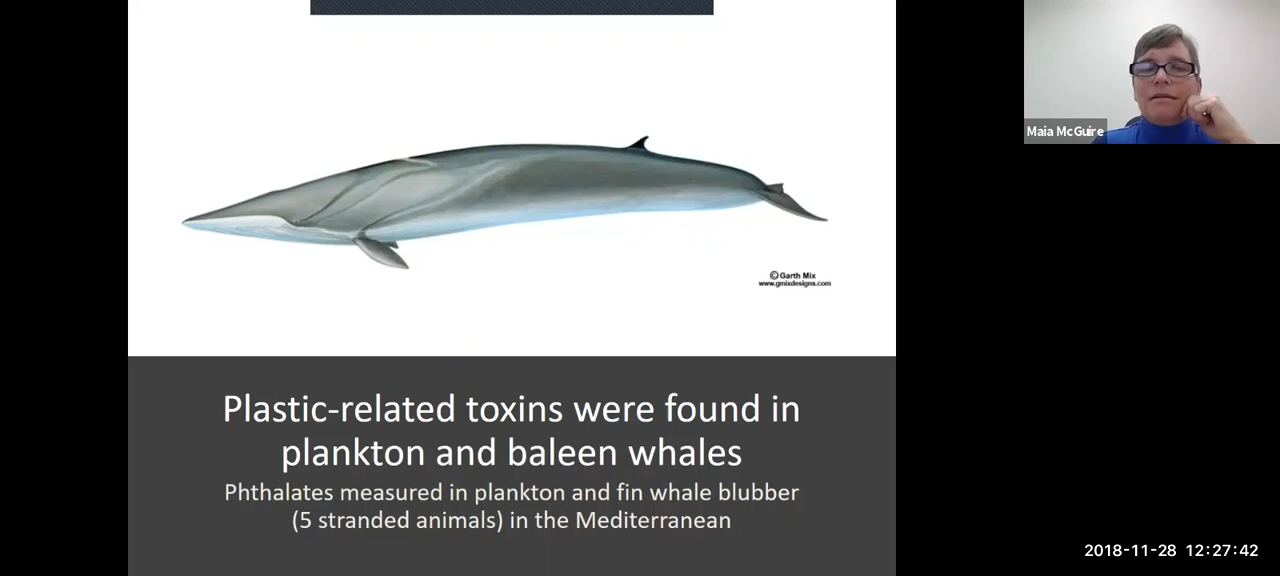 Maia McGuire
© Garth Mix
www.gmixdesigns.com
Plastic-related toxins were found in
plankton and baleen whales
Phthalates measured in plankton and fin whale blubber
(5 stranded animals) in the Mediterranean
2018-11-28 12:27:42